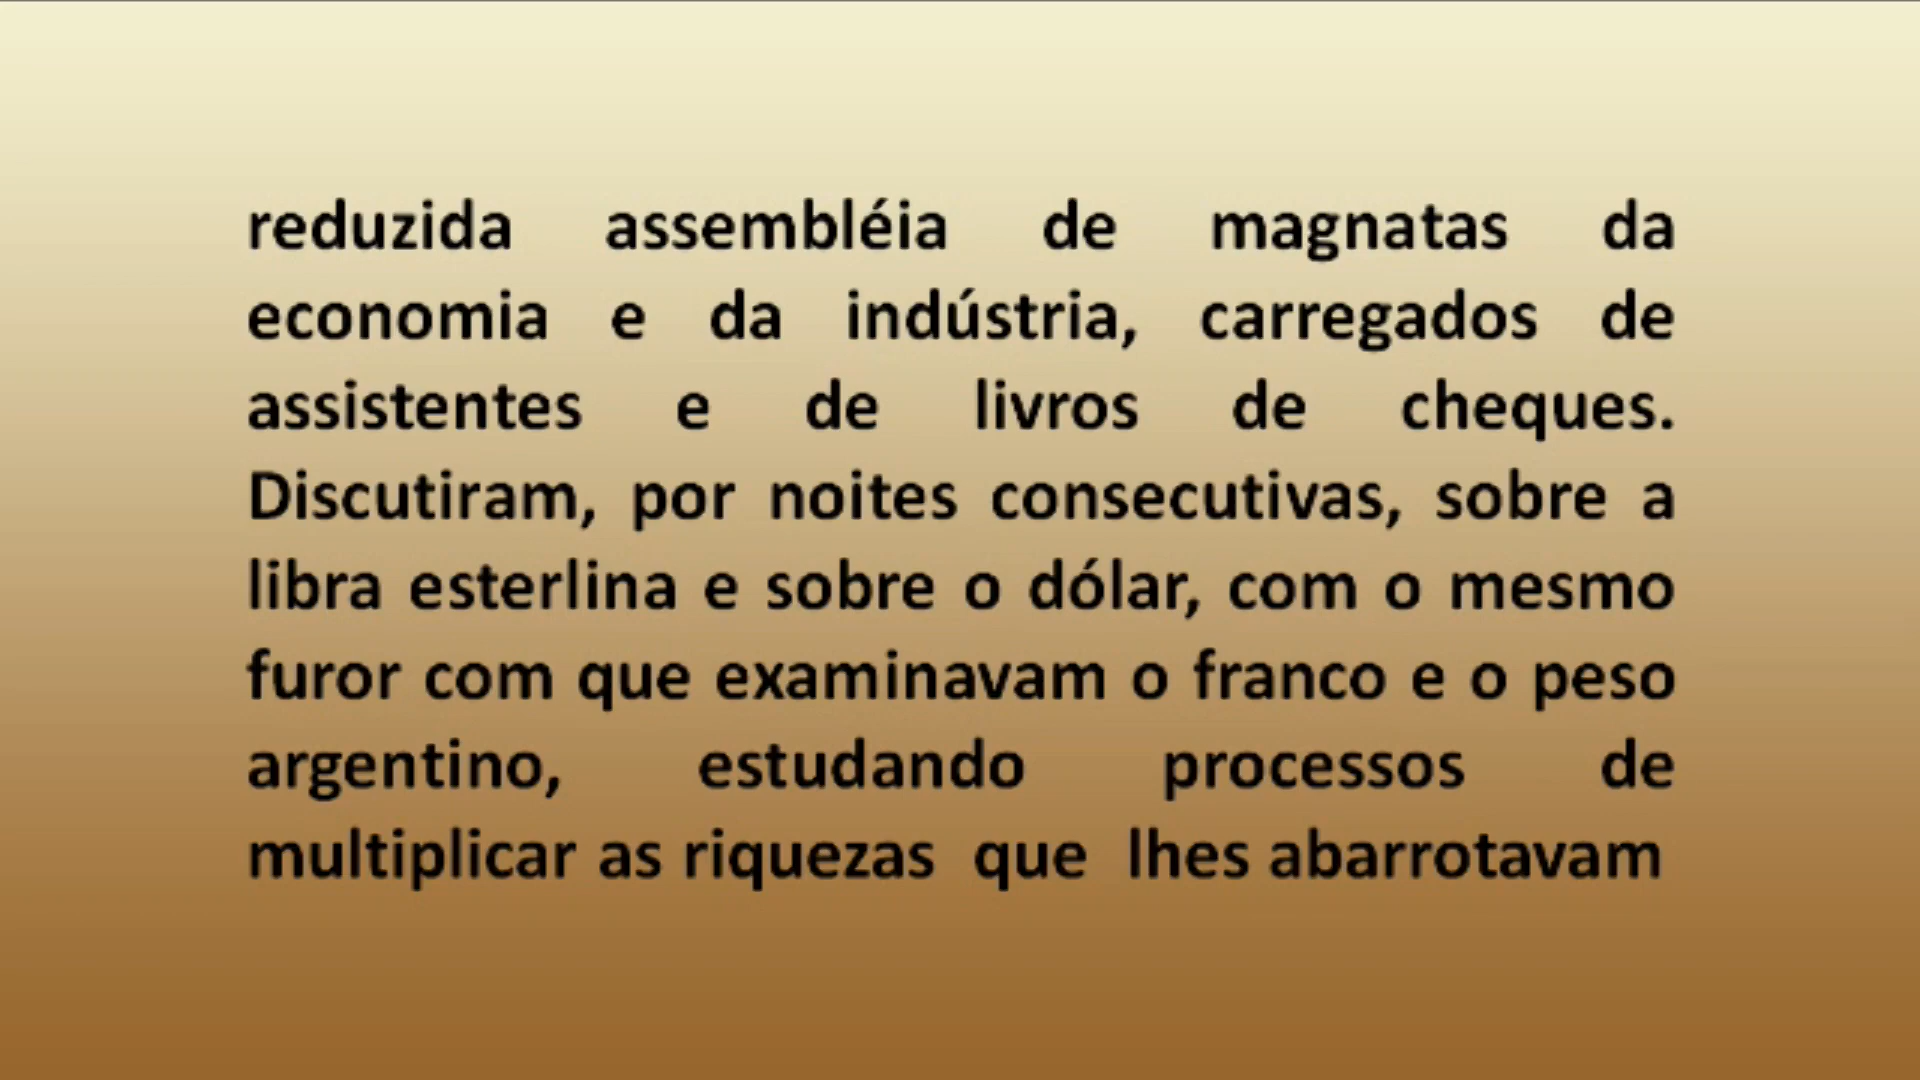 reduzida assembléia de magnatas da
economia e da indústria, carregados de
assistentes e de livros de cheques.
Discutiram, por noites consecutivas, sobre a
libra esterlina e sobre o dólar, com o mesmo
furor com que examinavam o franco e o peso
argentino, estudando processos de
multiplicar as riquezas que lhes abarrotavam